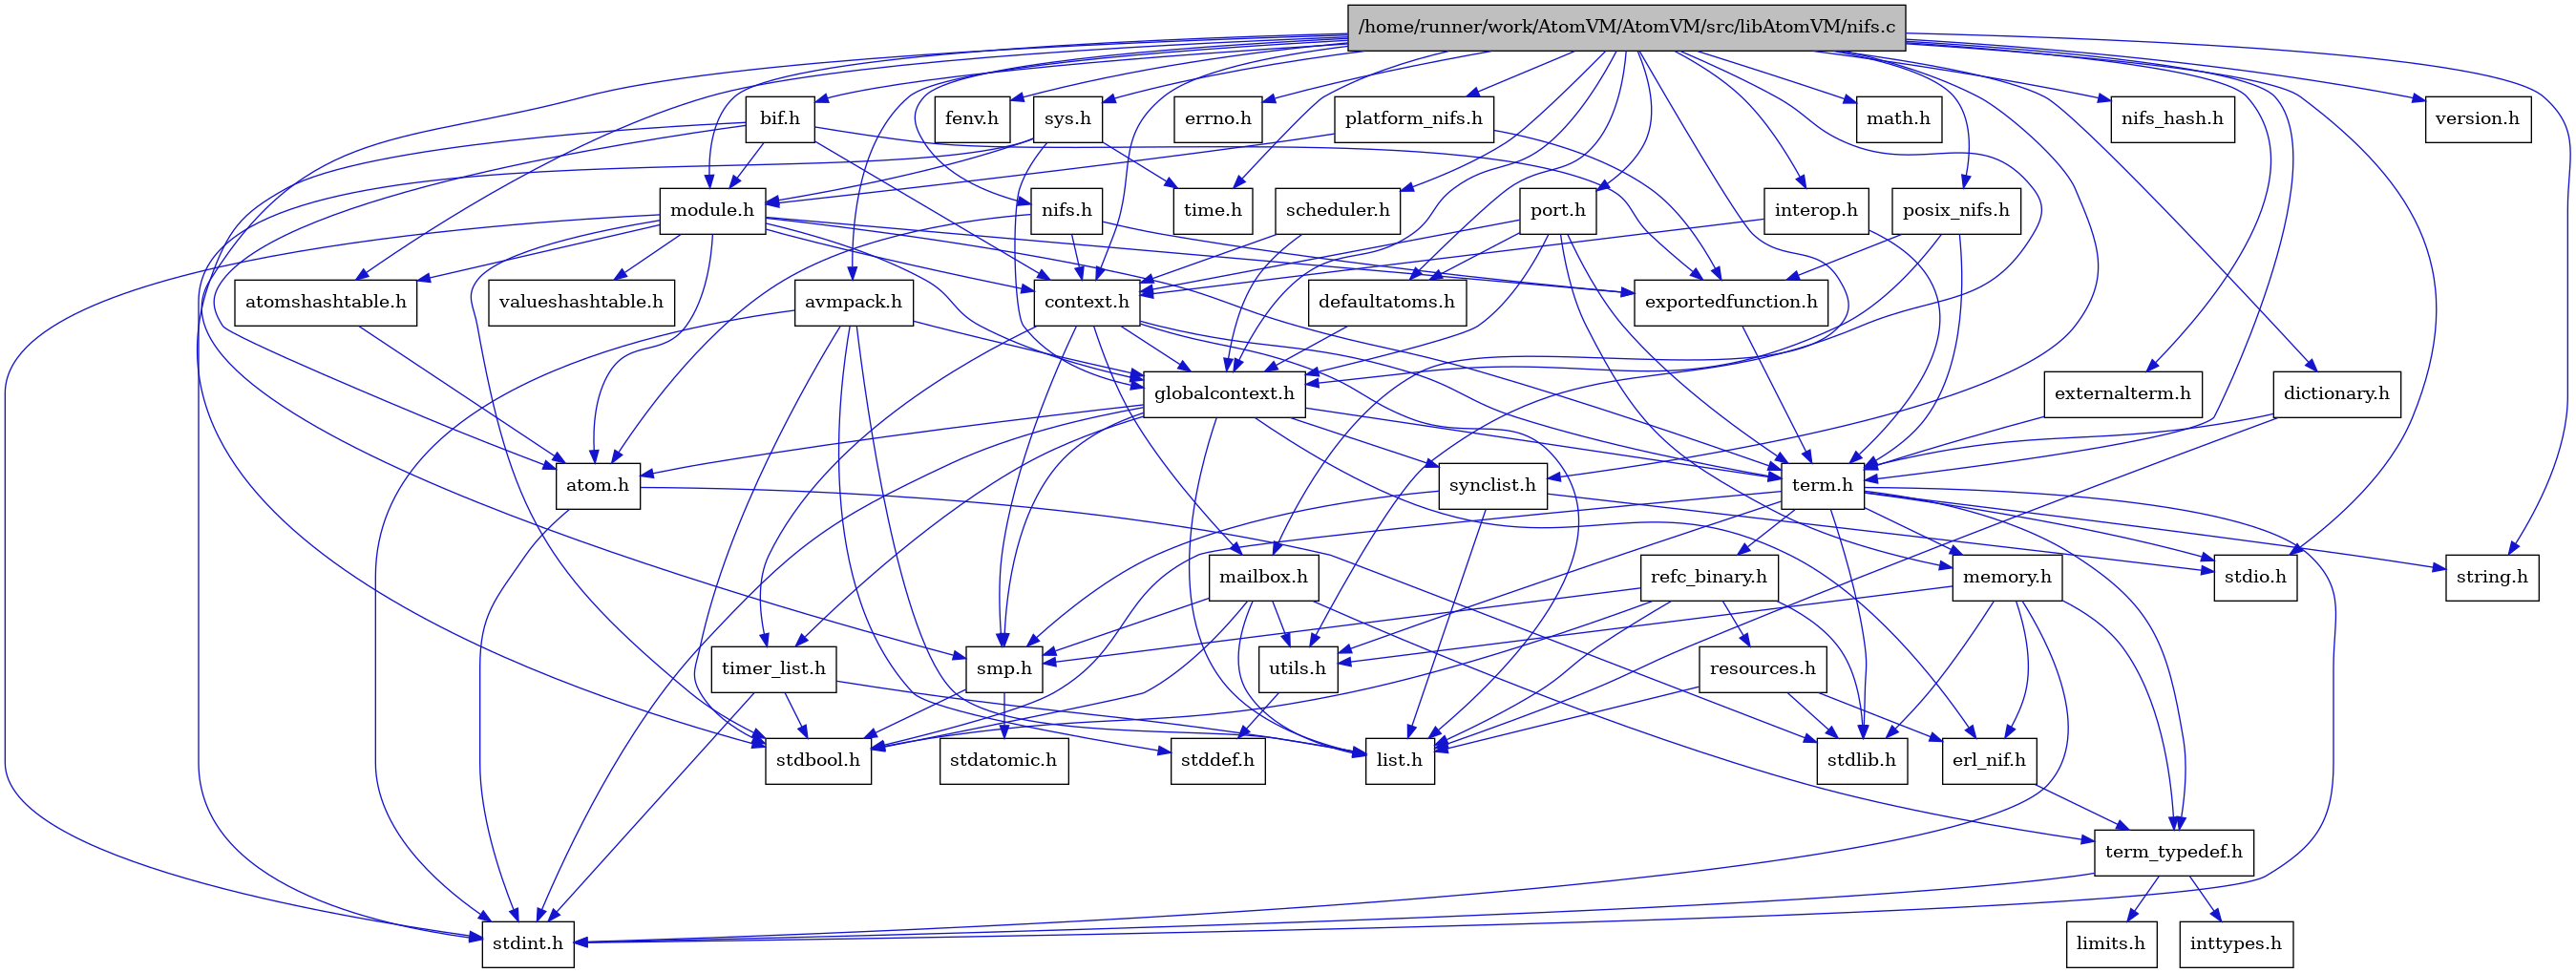 /home/runner/work/AtomVM/AtomVM/src/libAtomVM/nifs.c
bif.h
fenv.h
sys.h
errno.h
platform_nifs.h
math.h
nifs_hash.h
version.h
module.h
nifs.h
time.h
scheduler.h
port.h
interop.h
posix_nifs.h
atomshashtable.h
valueshashtable.h
avmpack.h
context.h
defaultatoms.h
exportedfunction.h
globalcontext.h
externalterm.h
dictionary.h
atom.h
synclist.h
term.h
mailbox.h
refc_binary.h
memory.h
stdio.h
string.h
timer_list.h
smp.h
utils.h
resources.h
stdbool.h
stdatomic.h
stddef.h
list.h
stdlib.h
erl_nif.h
term_typedef.h
stdint.h
limits.h
inttypes.h